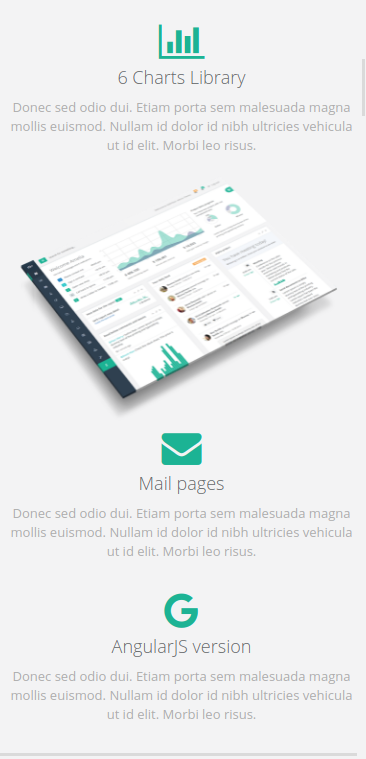 6 Charts Library
Donec sed odio dui. Etiam porta sem malesuada magna
mollis euismod. Nullam id dolor id nibh ultricies vehicula
ut id elit. Morbi leo risus.
Mail pages
Donec sed odio dui. Etiam porta sem malesuada magna
mollis euismod. Nullam id dolor id nibh ultricies vehicula
ut id elit. Morbi leo risus.
AngularJS version
Donec sed odio dui. Etiam porta sem malesuada magna
mollis euismod. Nullam id dolor id nibh ultricies vehicula
ut id elit. Morbi leo risus.